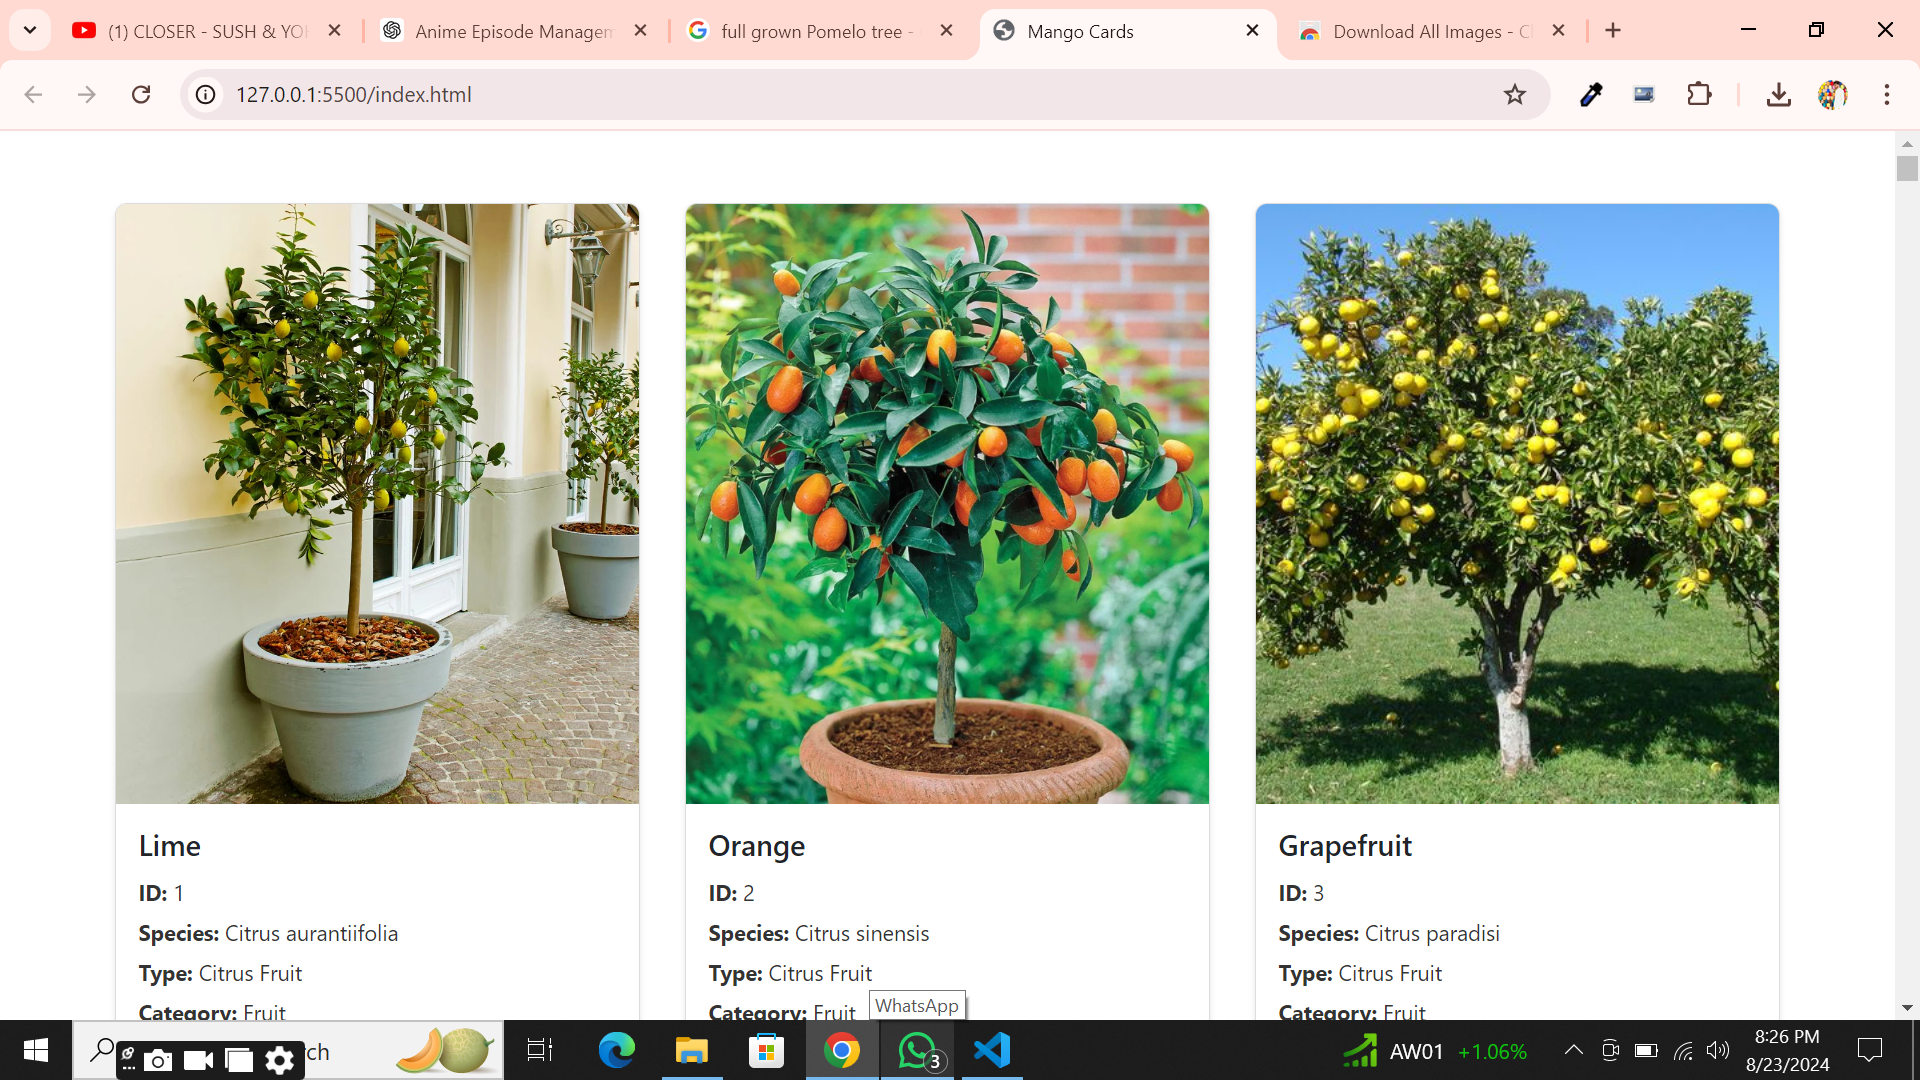 (1) CLOSER - SUSH & YO
Anime Episode Managem
full grown Pomelo tree -
Mango Cards
Download All Images - C
127.0.0.1:5500/index.html
Lime
Orange
Grapefruit
ID: 1
ID: 2
ID: 3
Species: Citrus aurantiifolia
Species: Citrus sinensis
Species: Citrus paradisi
Type: Citrus Fruit
Type: Citrus Fruit
Type: Citrus Fruit
Category: Fruit
Category: Fruit
Category: Fruit
WhatsApp
rch
3
AW01 +1.06%
8:26 PM
8/23/2024